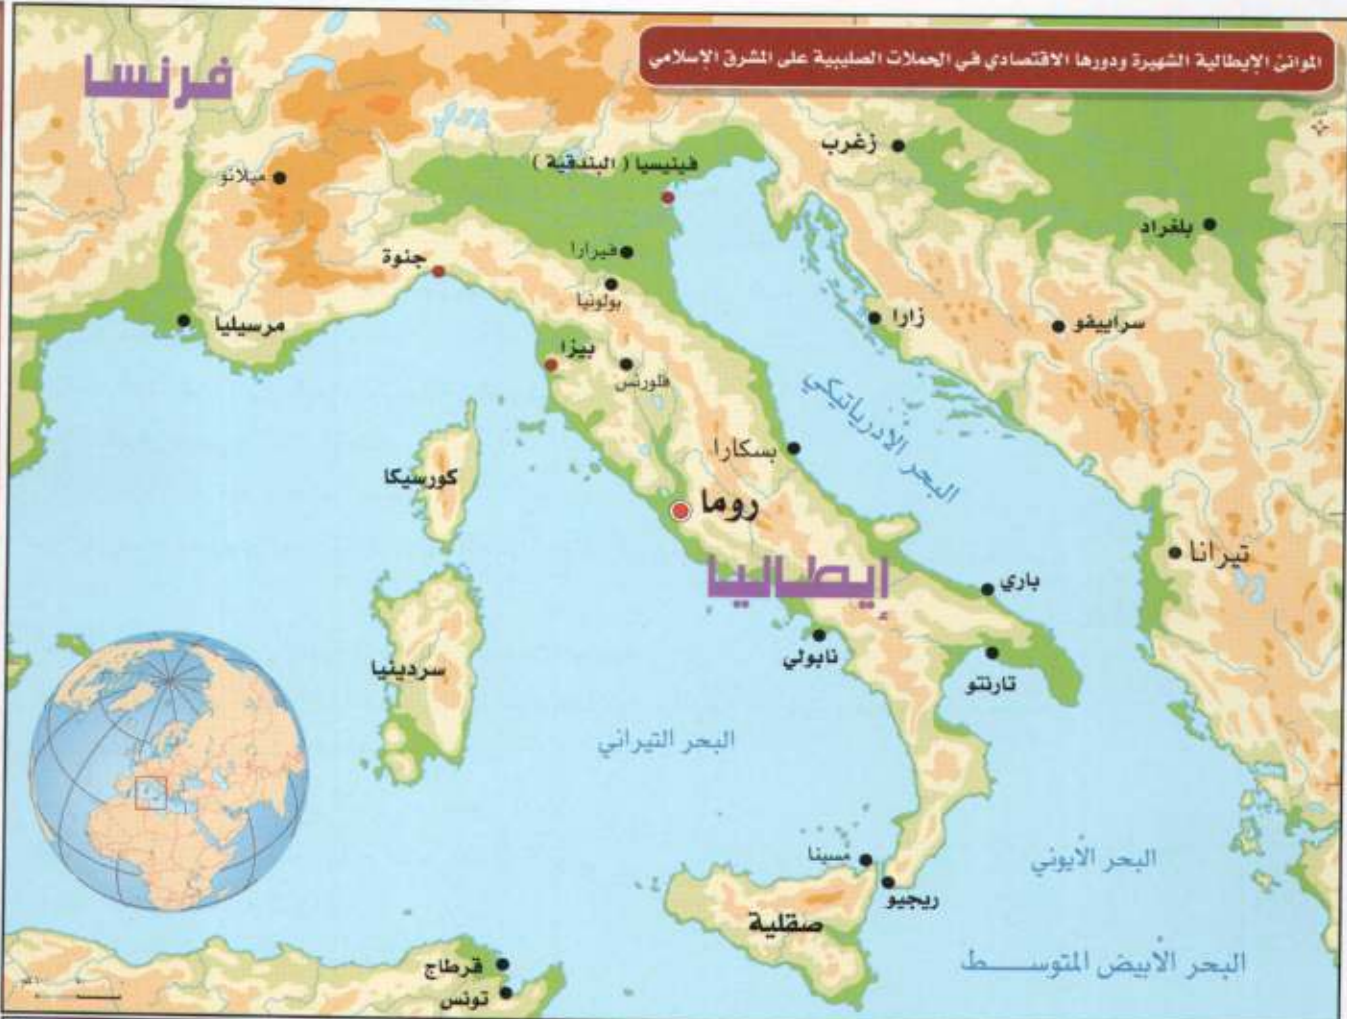 الموانئ الإيطالية الشهيرة ودورها الاقتصادي في الحملات الصليبية على المشرق الإسلامي
فرنسا
زغرب
فينيسيا ( البندقية )
ميلانو
بلغراد
فيرارا
جنوة
بولونيا
زارا
سراييفو
مرسيليا
بيزا
فلورنس
البحر الأدرياتيكي
بسكارا
كورسيكا
روما
تيرانا
إيطاليا
باري
نابولي
سردينيا
تارنتو
البحر التيراني
مسينا
البحر الأيوني
ريجيو
صقلية
البحر الأبيض المتوسط
قرطاج
تونس